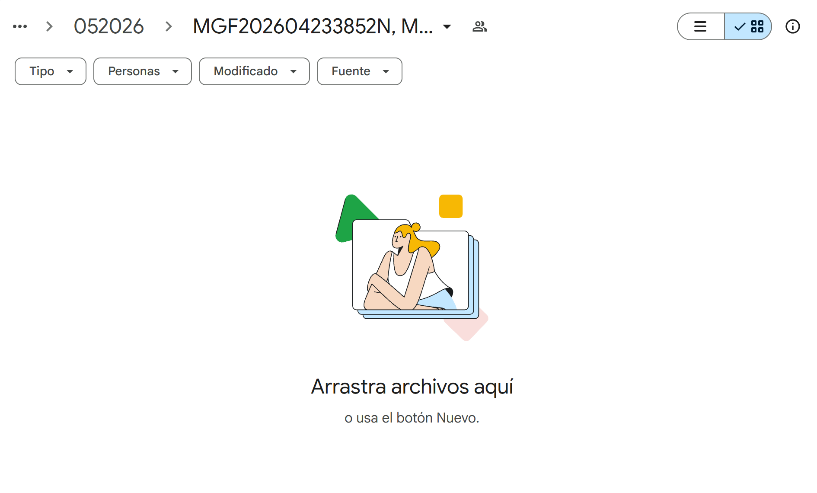 052026 MGF202604233852N, M...
Tipo Personas Modificado Fuente
Arrastra archivos aquí
o usa el botón Nuevo.